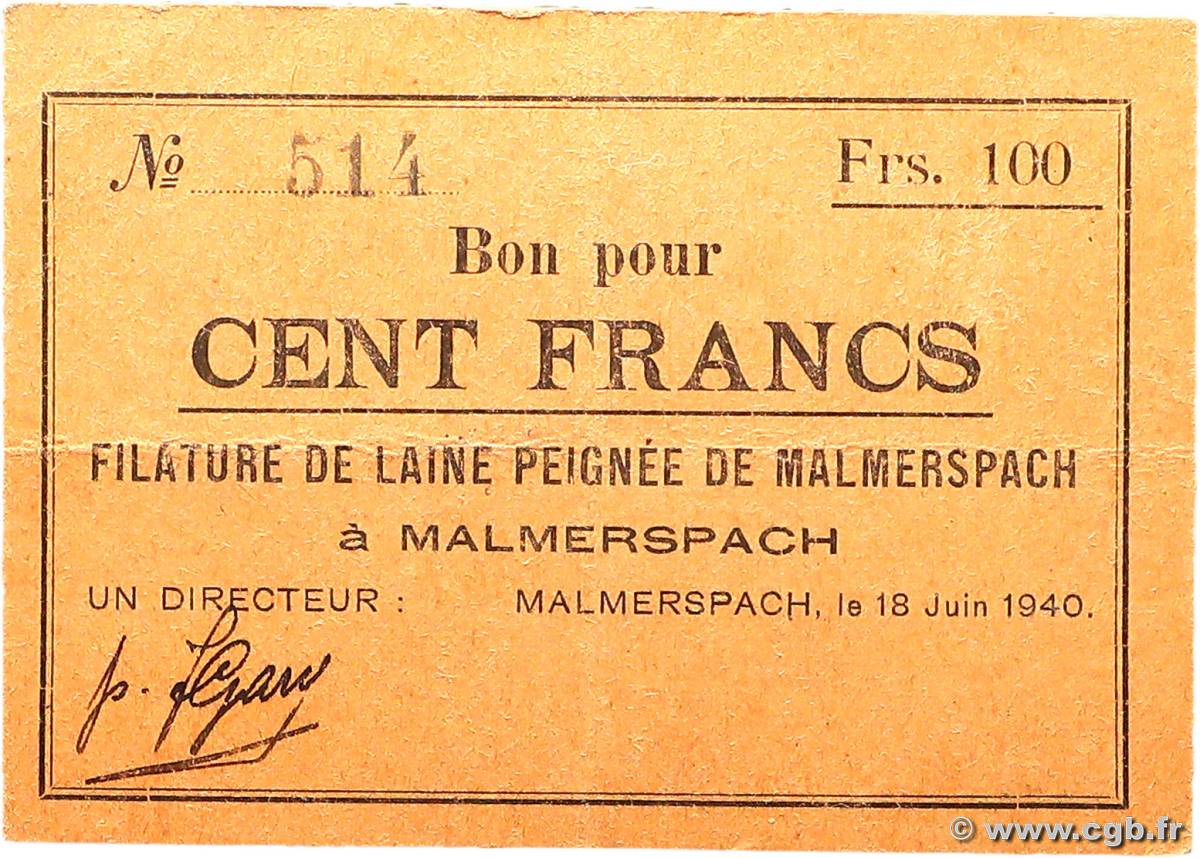 № 514 Frs. 100
Bon pour
CENT FRANCS
FILATURE DE LAINE PEIGNÉE DE MALMERSPACH
à MALMERSPACH
UN DIRECTEUR : MALMERSPACH, le 18 Juin 1940.
p.
© www.cgb.fr